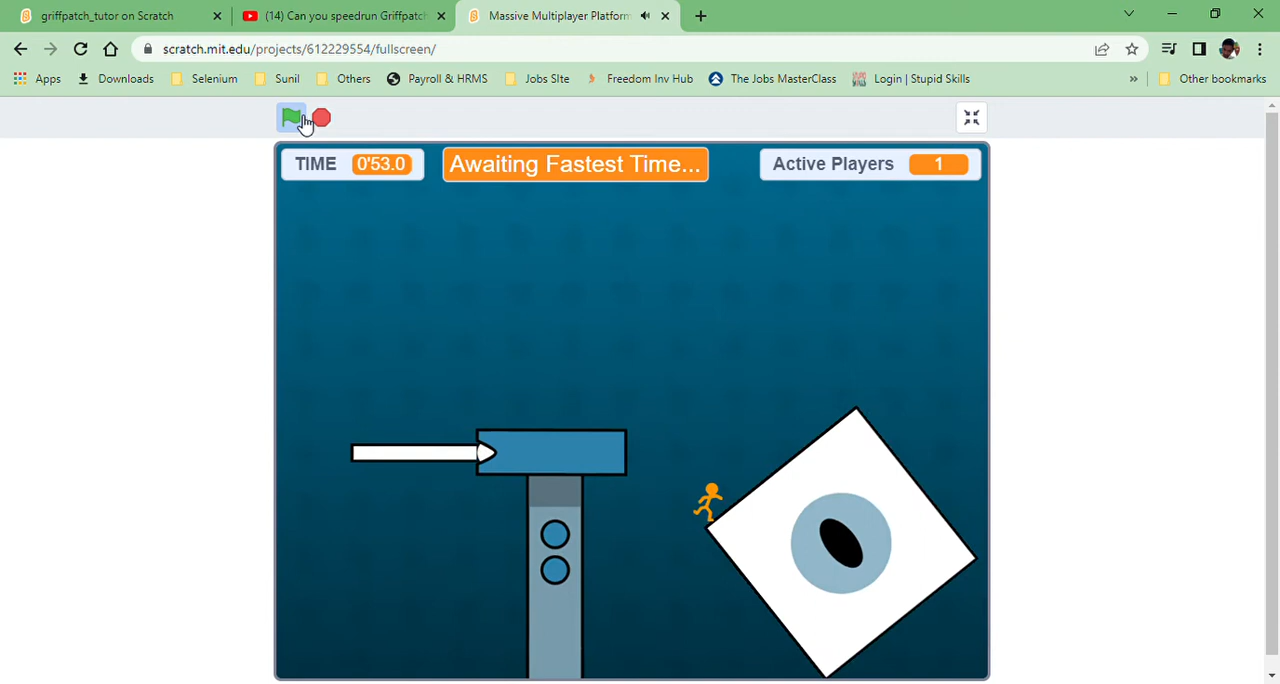 griffpatch_tutor on Scratch
(14) Can you speedrun Griffpatch
Massive Multiplayer Platform
scratch.mit.edu/projects/612229554/fullscreen/
Apps
Downloads
Selenium
Sunil
Others
Payroll & HRMS
Jobs SIte
Freedom Inv Hub
The Jobs MasterClass
Login | Stupid Skills
»
Other bookmarks
TIME 0'53.0
Awaiting Fastest Time...
Active Players 1